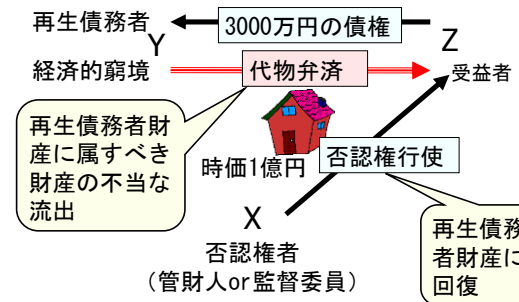 再生債務者
3000万円の債権
Y
Z
経済的窮境
代物弁済
受益者
再生債務者財
産に属すべき
財産の不当な
流出
時価1億円
否認権行使
X
否認権者
（管財人or監督委員）
再生債務
者財産に
回復